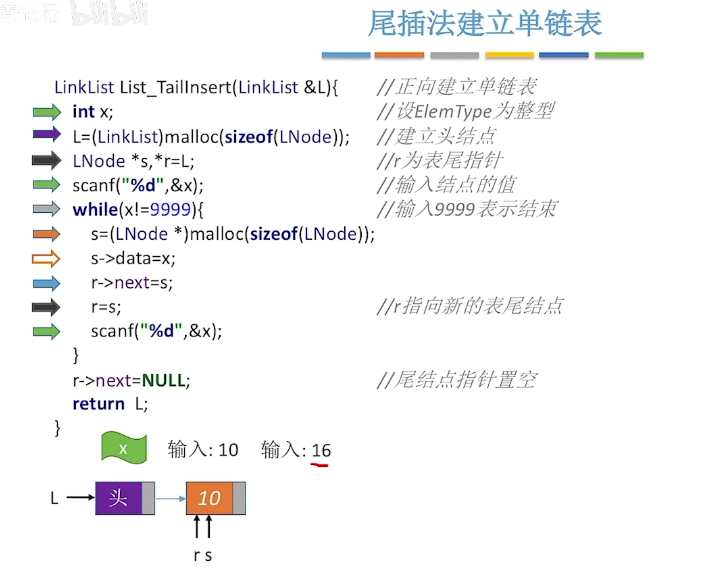 bilibili
尾插法建立单链表
LinkList List_TailInsert(LinkList &L){ //正向建立单链表
int x; //设ElemType为整型
L=(LinkList)malloc(sizeof(LNode)); //建立头结点
LNode *s,*r=L; //r为表尾指针
scanf("%d",&x); //输入结点的值
while(x!=9999){ //输入9999表示结束
s=(LNode *)malloc(sizeof(LNode));
s->data=x;
r->next=s;
r=s; //r指向新的表尾结点
scanf("%d",&x);
}
r->next=NULL; //尾结点指针置空
return L;
}
x 输入: 10 输入: 16
L 头 10
r s